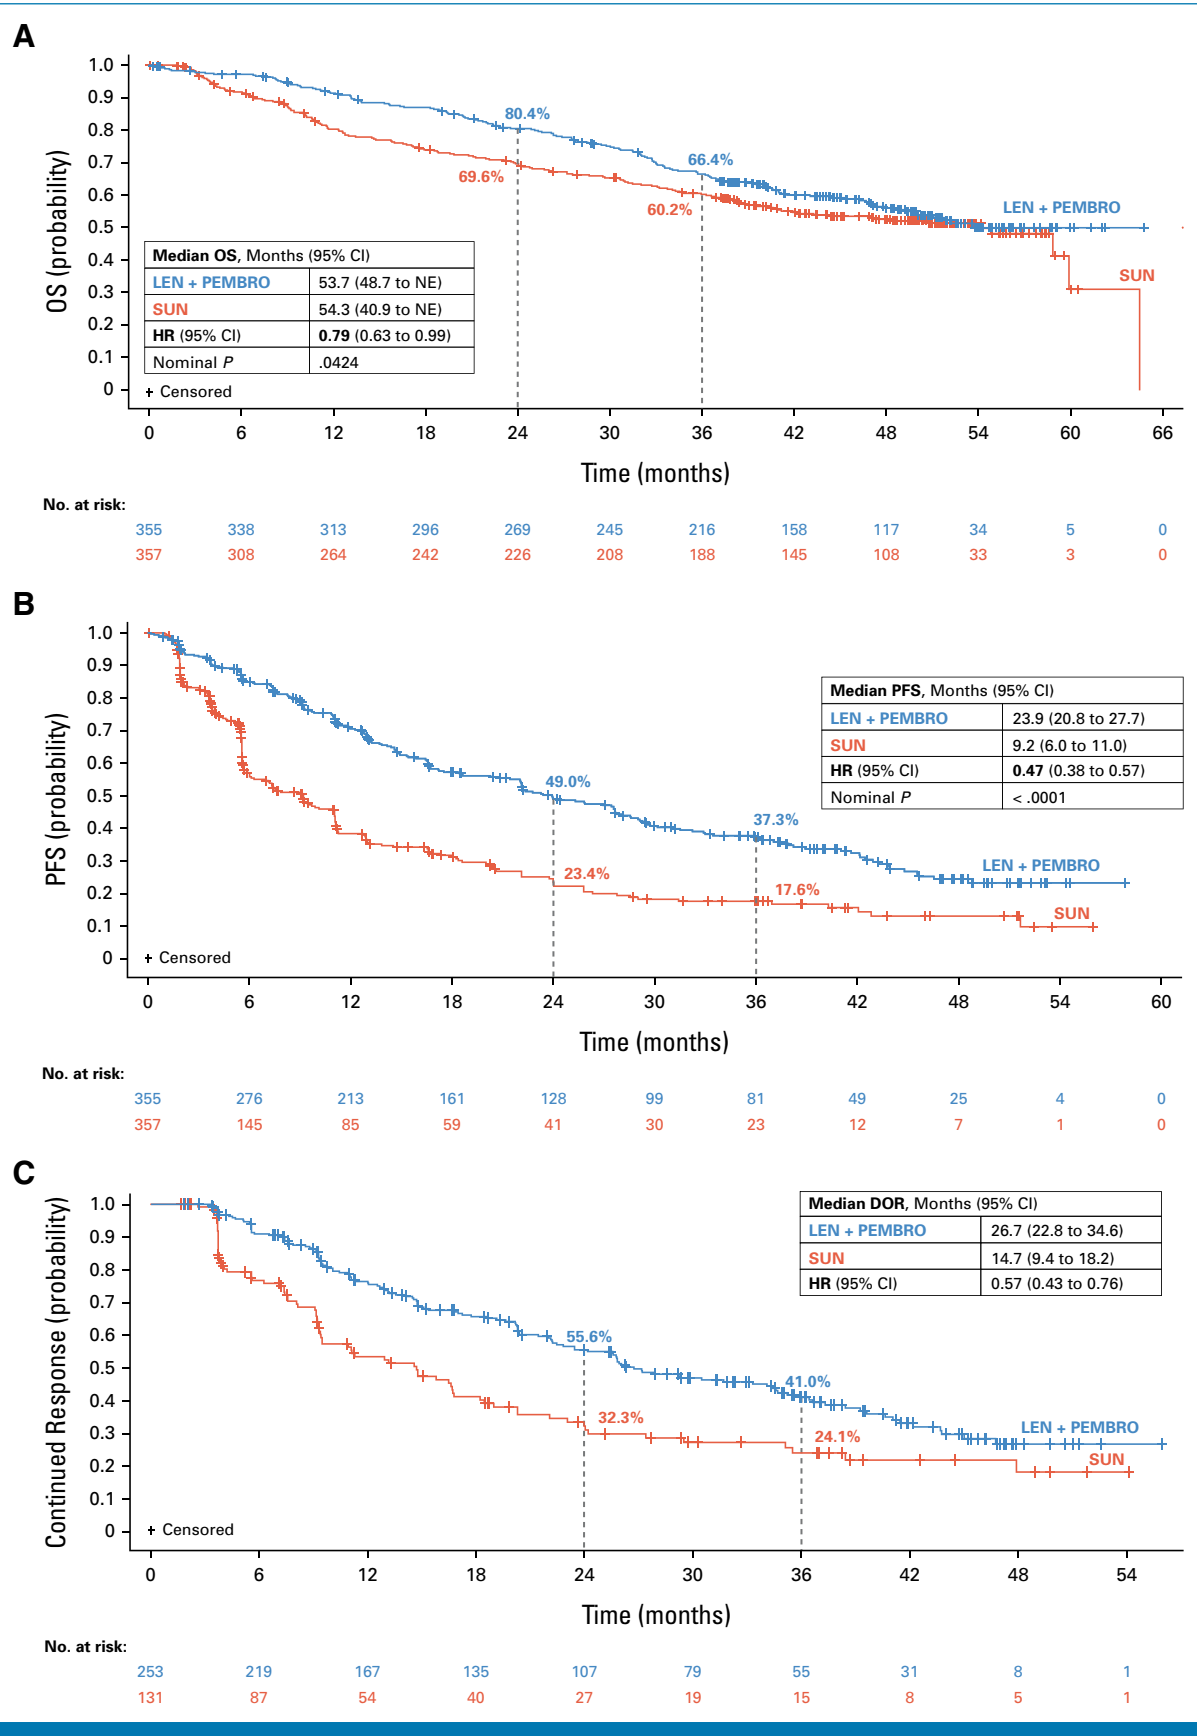 A
OS (probability)
1.0
0.9
0.8
0.7
0.6
0.5
0.4
0.3
0.2
0.1
0
80.4%
69.6%
66.4%
60.2%
LEN + PEMBRO
SUN
Median OS, Months (95% CI)
LEN + PEMBRO 53.7 (48.7 to NE)
SUN 54.3 (40.9 to NE)
HR (95% CI) 0.79 (0.63 to 0.99)
Nominal P .0424
Censored
0 6 12 18 24 30 36 42 48 54 60 66
Time (months)
No. at risk:
355 338 313 296 269 245 216 158 117 34 5 0
357 308 264 242 226 208 188 145 108 33 3 0
B
PFS (probability)
1.0
0.9
0.8
0.7
0.6
0.5
0.4
0.3
0.2
0.1
0
Median PFS, Months (95% CI)
LEN + PEMBRO 23.9 (20.8 to 27.7)
SUN 9.2 (6.0 to 11.0)
HR (95% CI) 0.47 (0.38 to 0.57)
Nominal P < .0001
49.0%
37.3%
23.4%
17.6%
LEN + PEMBRO
SUN
Censored
0 6 12 18 24 30 36 42 48 54 60
Time (months)
No. at risk:
355 276 213 161 128 99 81 49 25 4 0
357 145 85 59 41 30 23 12 7 1 0
C
Continued Response (probability)
1.0
0.9
0.8
0.7
0.6
0.5
0.4
0.3
0.2
0.1
0
Median DOR, Months (95% CI)
LEN + PEMBRO 26.7 (22.8 to 34.6)
SUN 14.7 (9.4 to 18.2)
HR (95% CI) 0.57 (0.43 to 0.76)
55.6%
41.0%
32.3%
24.1%
LEN + PEMBRO
SUN
Censored
0 6 12 18 24 30 36 42 48 54
Time (months)
No. at risk:
253 219 167 135 107 79 55 31 8 1
131 87 54 40 27 19 15 8 5 1